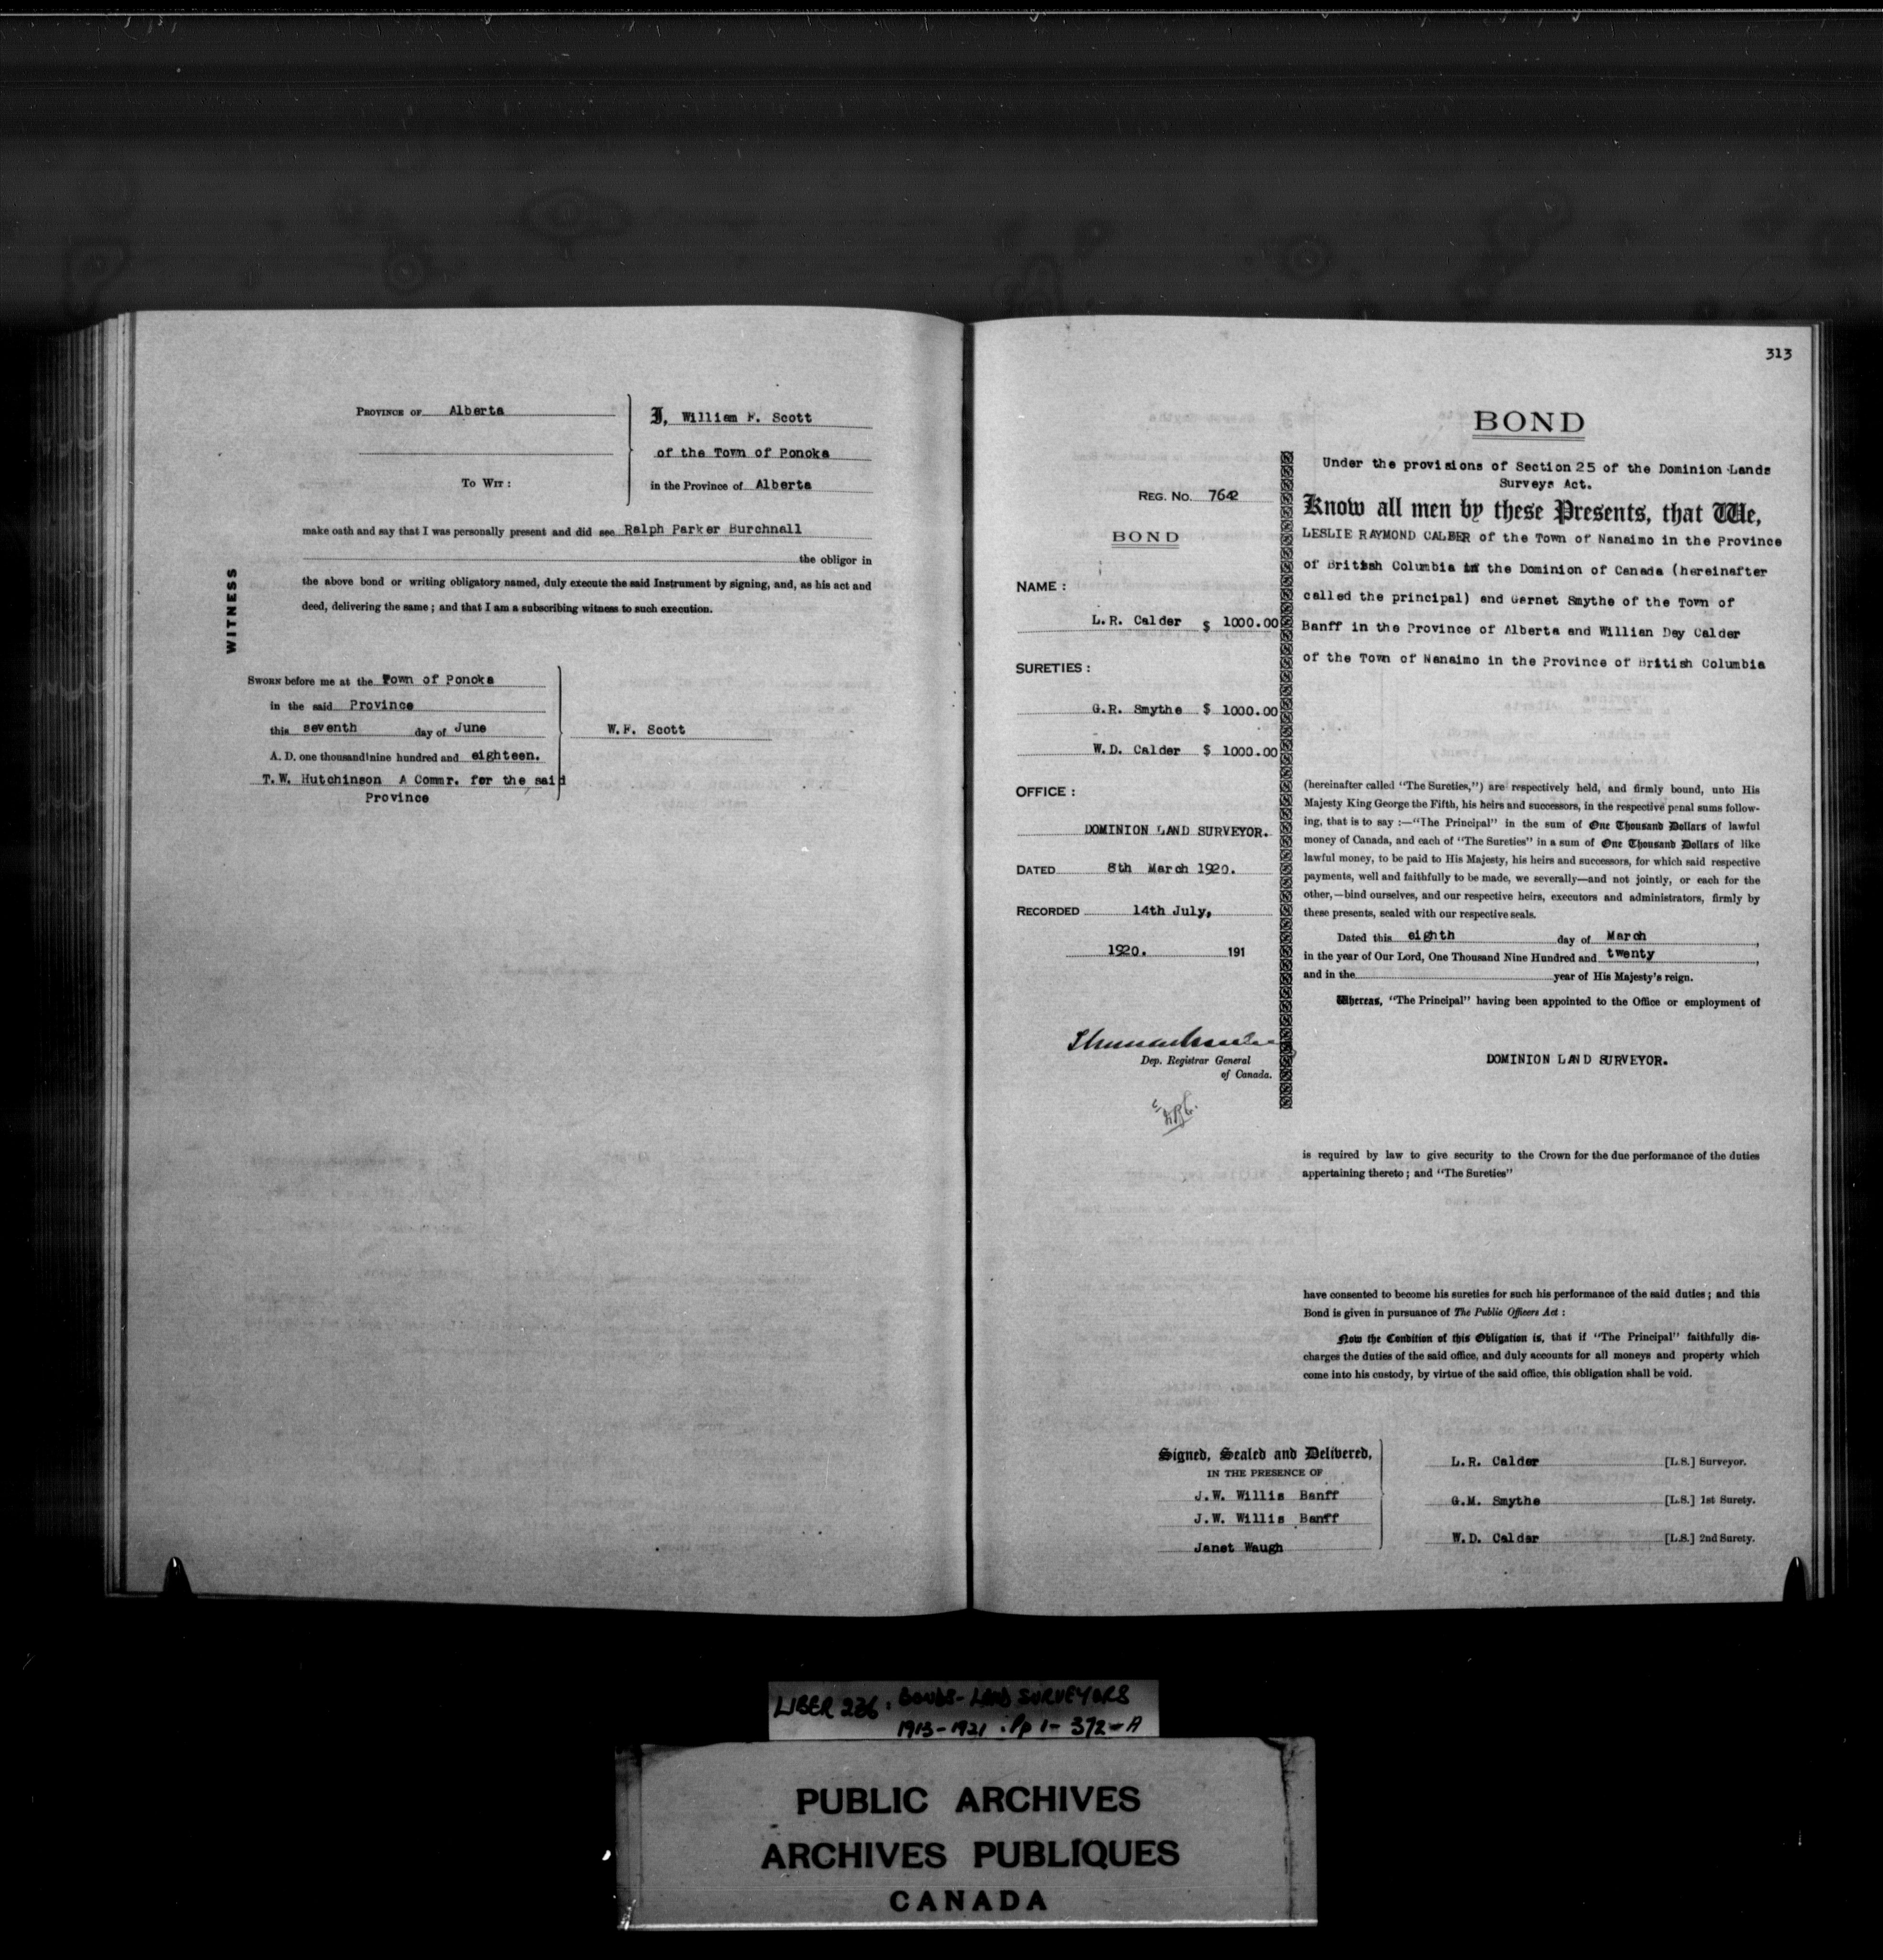 PROVINCE OF Alberta
TO WIT :
I, William F. Scott
of the Town of Ponoka
in the Province of Alberta
make oath and say that I was personally present and did see Ralph Parker Burchnall
the obligor in
the above bond or writing obligatory named, duly execute the said Instrument by signing, and, as his act and
deed, delivering the same ; and that I am a subscribing witness to such execution.
WITNESS
SWORN before me at the Town of Ponoka
in the said Province
this seventh day of June
A. D. one thousand nine hundred and eighteen.
T.W. Hutchinson A Commr. for the said
Province
W.F. Scott
313
REG. NO. 7642
BOND
NAME :
L.R. Calder $ 1000.00
SURETIES :
G.R. Smythe $ 1000.00
W.D. Calder $ 1000.00
OFFICE :
DOMINION LAND SURVEYOR.
DATED 8th March 1920.
RECORDED 14th July,
1920. 191
Dep. Registrar General
of Canada.
BOND
Under the provisions of Section 25 of the Dominion Lands
Surveys Act.
Know all men by these Presents, that We,
LESLIE RAYMOND CALDER of the Town of Nanaimo in the Province
of British Columbia in the Dominion of Canada (hereinafter
called the principal) and Garnet Smythe of the Town of
Banff in the Province of Alberta and Willian Day Calder
of the Town of Nanaimo in the Province of British Columbia
(hereinafter called "The Sureties,") are respectively held, and firmly bound, unto His
Majesty King George the Fifth, his heirs and successors, in the respective penal sums follow-
ing, that is to say :—"The Principal" in the sum of One Thousand Dollars of lawful
money of Canada, and each of "The Sureties" in a sum of One Thousand Dollars of like
lawful money, to be paid to His Majesty, his heirs and successors, for which said respective
payments, well and faithfully to be made, we severally—and not jointly, or each for the
other,—bind ourselves, and our respective heirs, executors and administrators, firmly by
these presents, sealed with our respective seals.
Dated this eighth day of March ,
in the year of Our Lord, One Thousand Nine Hundred and twenty ,
and in the year of His Majesty's reign.
Whereas, "The Principal" having been appointed to the Office or employment of
DOMINION LAND SURVEYOR.
is required by law to give security to the Crown for the due performance of the duties
appertaining thereto ; and "The Sureties"
have consented to become his sureties for such his performance of the said duties ; and this
Bond is given in pursuance of The Public Officers Act :
Now the Condition of this Obligation is, that if "The Principal" faithfully dis-
charges the duties of the said office, and duly accounts for all moneys and property which
come into his custody, by virtue of the said office, this obligation shall be void.
Signed, Sealed and Delivered,
IN THE PRESENCE OF
J.W. Willis Banff
J.W. Willis Banff
Janet Waugh
L.R. Calder [L.S.] Surveyor.
G.M. Smythe [L.S.] 1st Surety.
W.D. Calder [L.S.] 2nd Surety.
LIBER 236 : BONDS - LAND SURVEYORS
1913-1921 : Pp 1- 372-A
PUBLIC ARCHIVES
ARCHIVES PUBLIQUES
CANADA